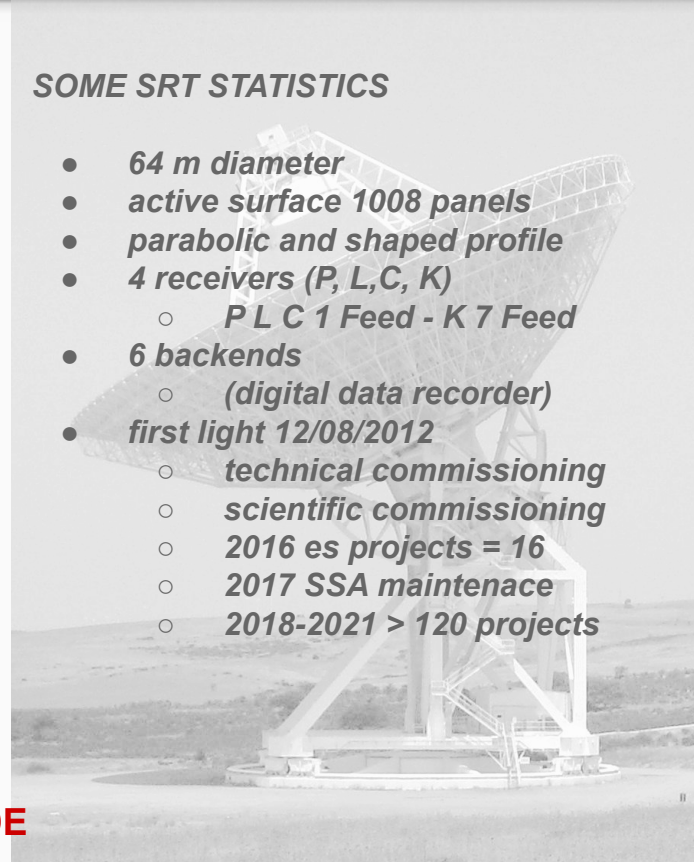 SOME SRT STATISTICS
● 64 m diameter
● active surface 1008 panels
● parabolic and shaped profile
● 4 receivers (P, L,C, K)
○ P L C 1 Feed - K 7 Feed
● 6 backends
○ (digital data recorder)
● first light 12/08/2012
○ technical commissioning
○ scientific commissioning
○ 2016 es projects = 16
○ 2017 SSA maintenace
○ 2018-2021 > 120 projects